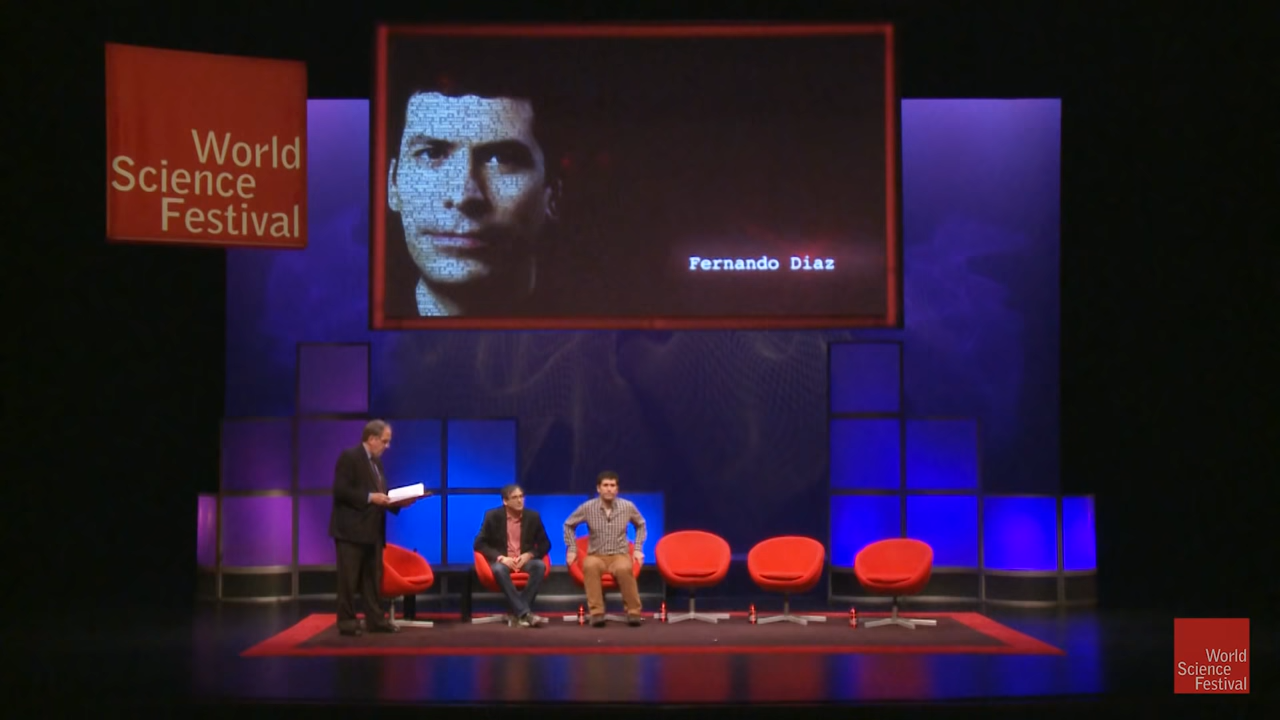 World
Science
Festival
Fernando Diaz
World
Science
Festival